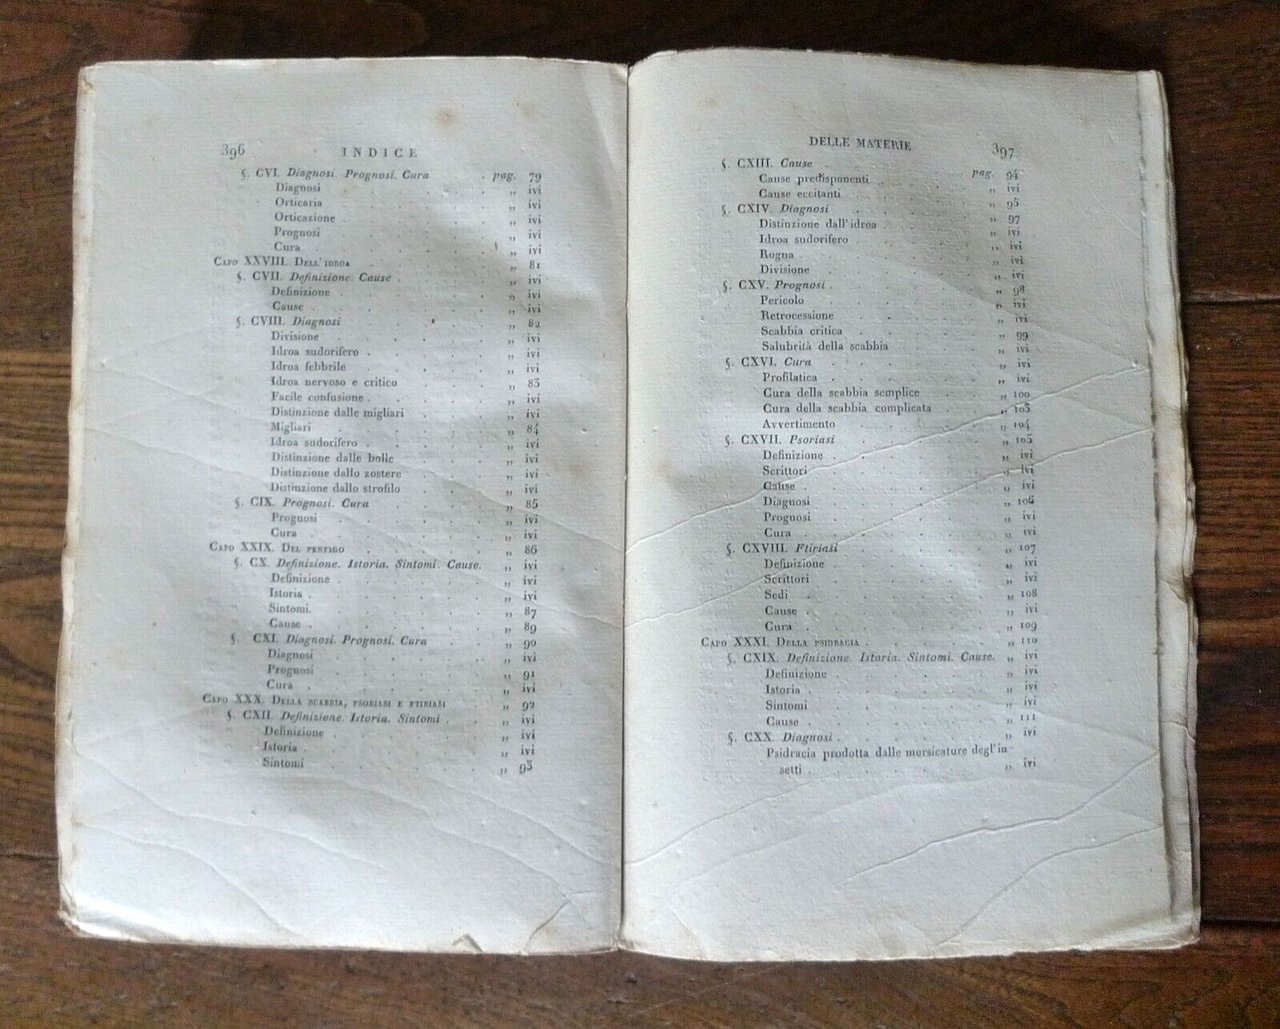 396 INDICE
§. CVI. Diagnosi. Prognosi. Cura . pag. 79
Diagnosi . . . . . „ ivi
Orticaria . . . . . „ ivi
Orticazione . . . . . „ ivi
Prognosi . . . . . „ ivi
Cura . . . . . „ ivi
Capo XXVIII. Dell'idroa . . . . „ 81
§. CVII. Definizione. Cause . . . . „ ivi
Definizione . . . . . „ ivi
Cause . . . . . „ ivi
§. CVIII. Diagnosi . . . . „ 82
Divisione . . . . . „ ivi
Idroa sudorifero . . . . . „ ivi
Idroa febbrile . . . . . „ ivi
Idroa nervoso e critico . . . . „ 83
Facile confusione . . . . . „ ivi
Distinzione dalle migliari . . . . „ ivi
Migliari . . . . . „ 84
Idroa sudorifero . . . . . „ ivi
Distinzione dalle bolle . . . . „ ivi
Distinzione dallo zostere . . . . „ ivi
Distinzione dallo strofilo . . . . „ ivi
§. CIX. Prognosi. Cura . . . . „ 85
Prognosi . . . . . „ ivi
Cura . . . . . „ ivi
Capo XXIX. Del penfigo . . . . „ 86
§. CX. Definizione. Istoria. Sintomi. Cause. „ ivi
Definizione . . . . . „ ivi
Istoria . . . . . „ ivi
Sintomi. . . . . . „ 87
Cause . . . . . „ 89
§. CXI. Diagnosi. Prognosi. Cura . . . „ 90
Diagnosi . . . . . „ ivi
Prognosi . . . . . „ 91
Cura . . . . . „ ivi
Capo XXX. Della scabbia, psoriasi e ftiriasi . „ 92
§. CXII. Definizione. Istoria. Sintomi . . „ ivi
Definizione . . . . . „ ivi
Istoria . . . . . „ ivi
Sintomi . . . . . „ 93
DELLE MATERIE 397
§. CXIII. Cause . . . . pag. 94
Cause predisponenti . . . . „ ivi
Cause eccitanti . . . . „ 95
§. CXIV. Diagnosi . . . . „ 97
Distinzione dall'idroa . . . . „ ivi
Idroa sudorifero . . . . „ ivi
Rogna . . . . . „ ivi
Divisione . . . . . „ ivi
§. CXV. Prognosi . . . . „ 98
Pericolo . . . . . „ ivi
Retrocessione . . . . . „ ivi
Scabbia critica . . . . „ 99
Salubrità della scabbia . . . . „ ivi
§. CXVI. Cura . . . . „ ivi
Profilatica . . . . . „ ivi
Cura della scabbia semplice . . . „ 100
Cura della scabbia complicata . . . „ 103
Avvertimento . . . . . „ 104
§. CXVII. Psoriasi . . . . „ 105
Definizione . . . . . „ ivi
Scrittori . . . . . „ ivi
Cause . . . . . „ ivi
Diagnosi . . . . . „ 106
Prognosi . . . . . „ ivi
Cura . . . . . „ ivi
§. CXVIII. Ftiriasi . . . . „ 107
Definizione . . . . . „ ivi
Scrittori . . . . . „ ivi
Sedi . . . . . „ 108
Cause . . . . . „ ivi
Cura . . . . . „ 109
Capo XXXI. Della psidracia . . . . „ 110
§. CXIX. Definizione. Istoria. Sintomi. Cause. „ ivi
Definizione . . . . . „ ivi
Istoria . . . . . „ ivi
Sintomi . . . . . „ ivi
Cause . . . . . „ 111
§. CXX. Diagnosi . . . . „ ivi
Psidracia prodotta dalle morsicature degl'in
setti . . . . . „ ivi